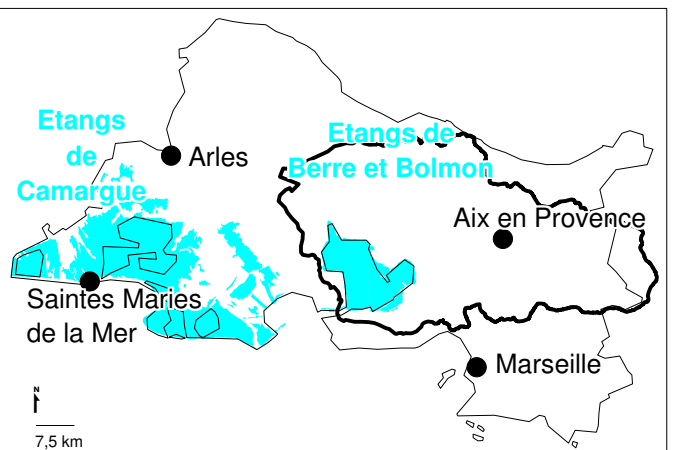 Etangs
de
Camargue
Arles
Etangs de
Berre et Bolmon
Aix en Provence
Saintes Maries
de la Mer
Marseille
N
7,5 km